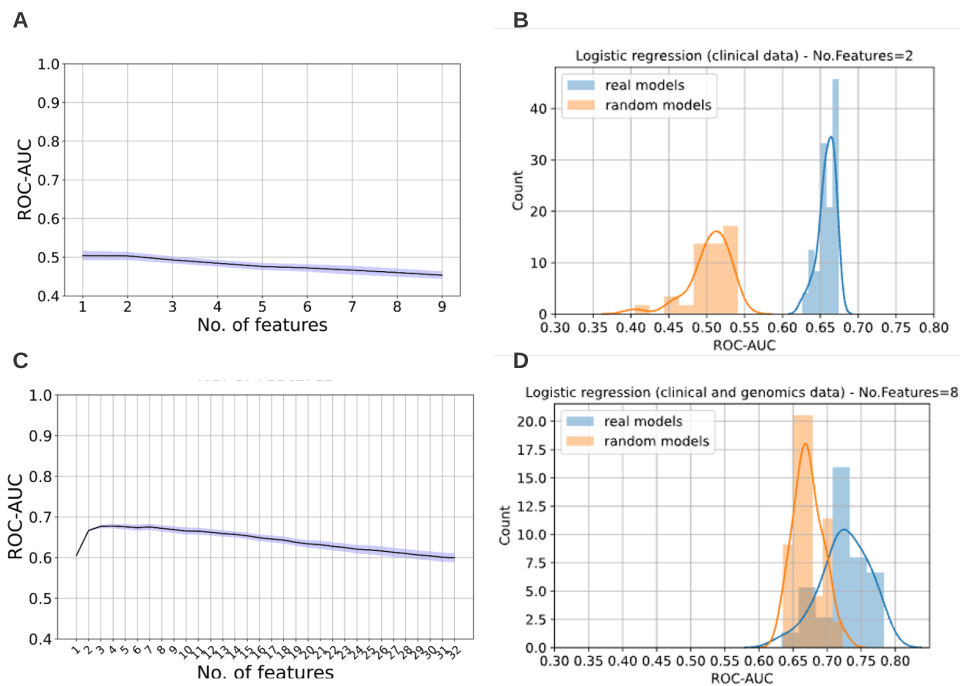 A
ROC-AUC
1.0
0.9
0.8
0.7
0.6
0.5
0.4
1 2 3 4 5 6 7 8 9
No. of features
B
Logistic regression (clinical data) - No.Features=2
real models
random models
Count
40
30
20
10
0
0.30 0.35 0.40 0.45 0.50 0.55 0.60 0.65 0.70 0.75 0.80
ROC-AUC
C
ROC-AUC
1.0
0.9
0.8
0.7
0.6
0.5
0.4
1 2 3 4 5 6 7 8 9 10 11 12 13 14 15 16 17 18 19 20 21 22 23 24 25 26 27 28 29 30 31 32
No. of features
D
Logistic regression (clinical and genomics data) - No.Features=8
real models
random models
Count
20.0
17.5
15.0
12.5
10.0
7.5
5.0
2.5
0.0
0.30 0.35 0.40 0.45 0.50 0.55 0.60 0.65 0.70 0.75 0.80
ROC-AUC